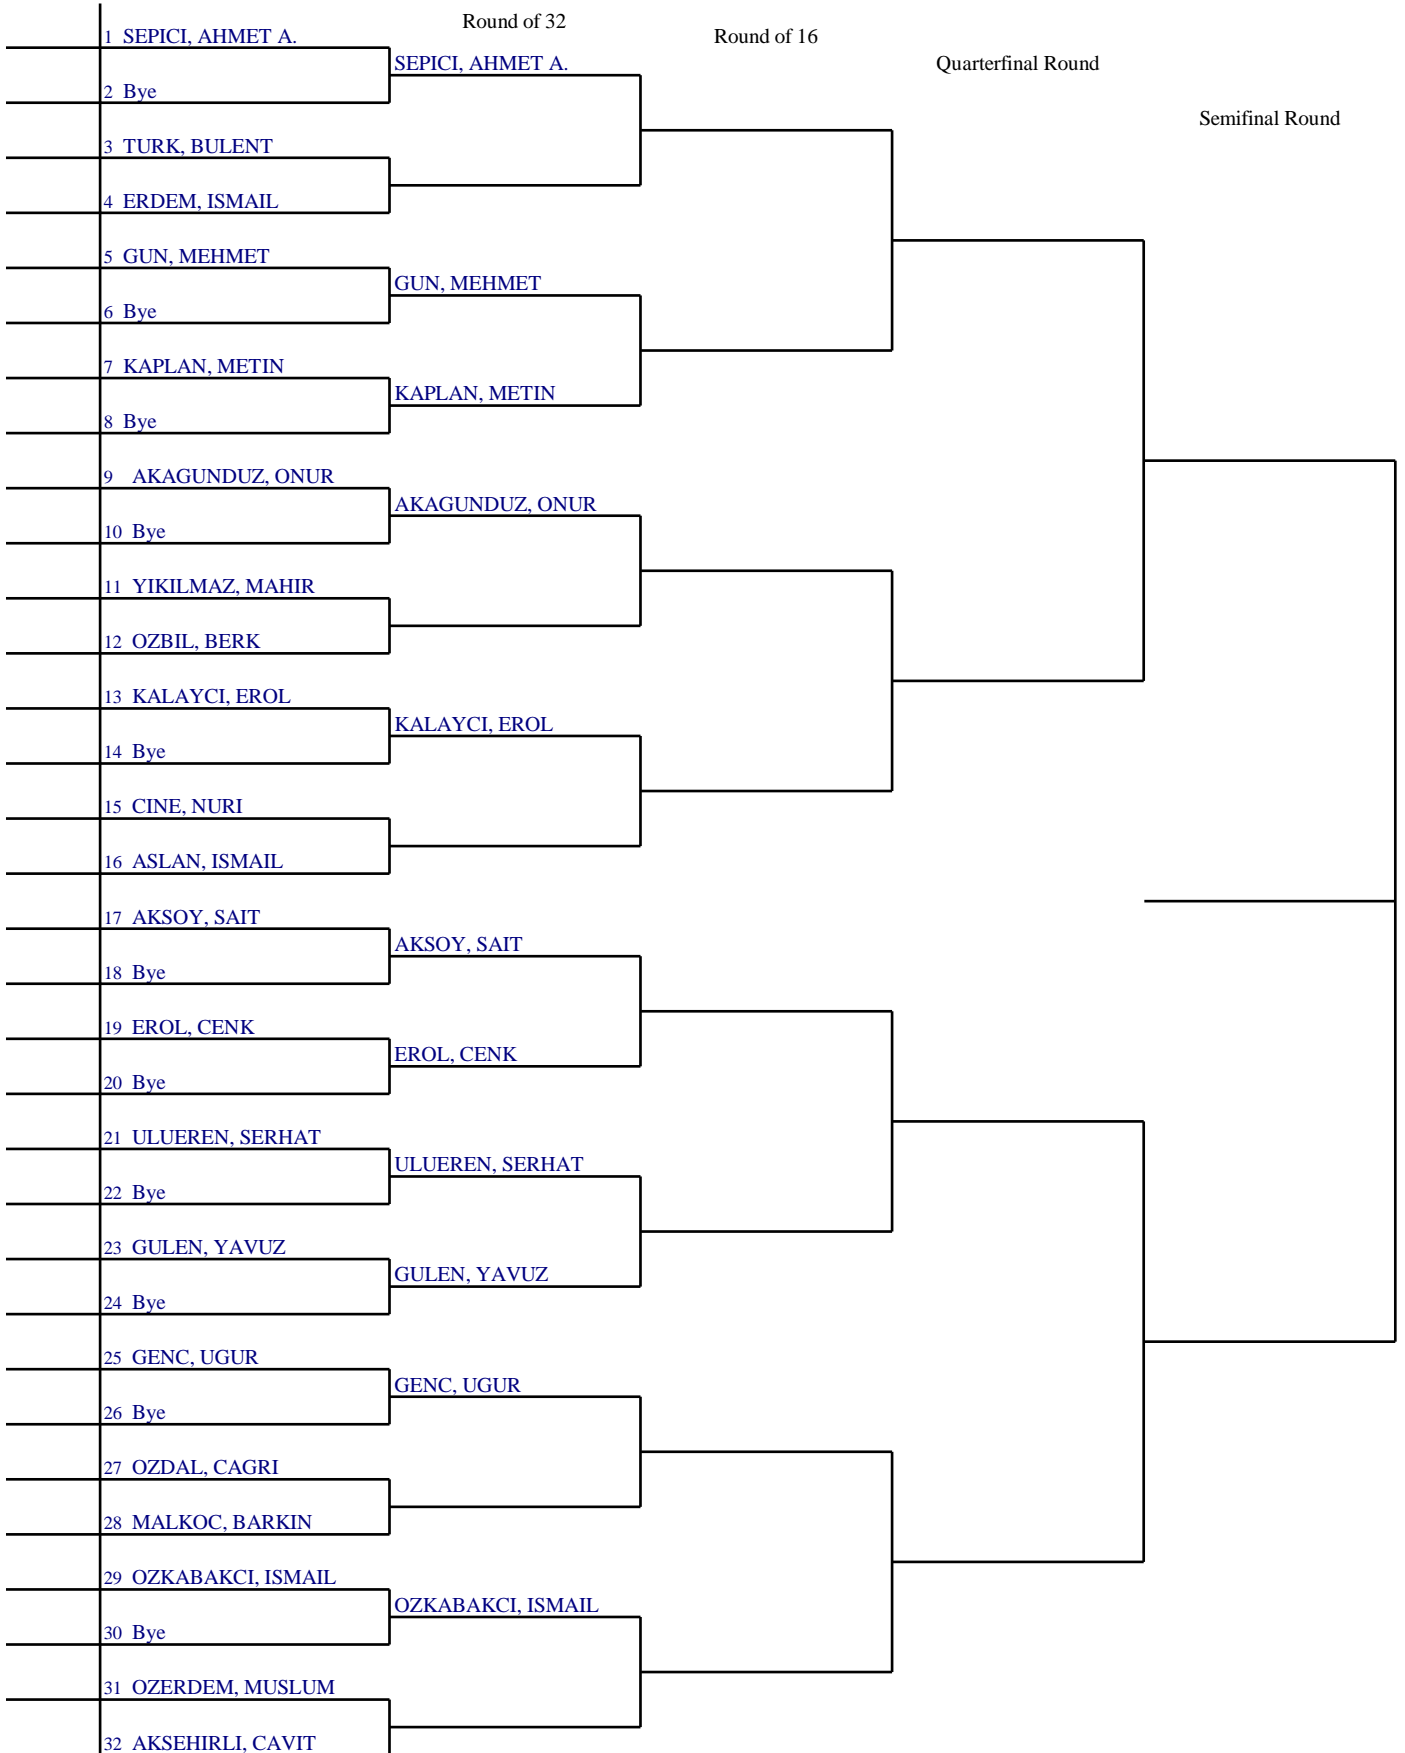 Round of 32
Round of 16
Quarterfinal Round
Semifinal Round
1 SEPICI, AHMET A.
SEPICI, AHMET A.
2 Bye
3 TURK, BULENT
4 ERDEM, ISMAIL
5 GUN, MEHMET
GUN, MEHMET
6 Bye
7 KAPLAN, METIN
KAPLAN, METIN
8 Bye
9 AKAGUNDUZ, ONUR
AKAGUNDUZ, ONUR
10 Bye
11 YIKILMAZ, MAHIR
12 OZBIL, BERK
13 KALAYCI, EROL
KALAYCI, EROL
14 Bye
15 CINE, NURI
16 ASLAN, ISMAIL
17 AKSOY, SAIT
AKSOY, SAIT
18 Bye
19 EROL, CENK
EROL, CENK
20 Bye
21 ULUEREN, SERHAT
ULUEREN, SERHAT
22 Bye
23 GULEN, YAVUZ
GULEN, YAVUZ
24 Bye
25 GENC, UGUR
GENC, UGUR
26 Bye
27 OZDAL, CAGRI
28 MALKOC, BARKIN
29 OZKABAKCI, ISMAIL
OZKABAKCI, ISMAIL
30 Bye
31 OZERDEM, MUSLUM
32 AKSEHIRLI, CAVIT